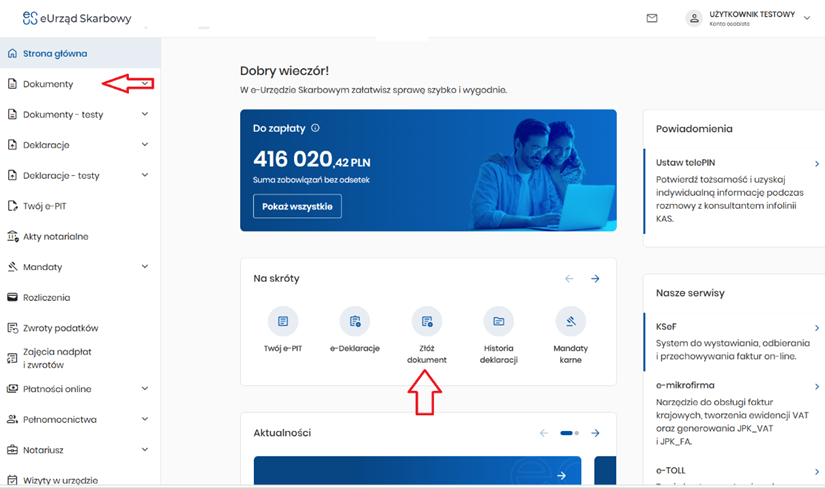 eUrząd Skarbowy
UŻYTKOWNIK TESTOWY
Konto osobiste
Strona główna
Dokumenty
Dokumenty - testy
Deklaracje
Deklaracje - testy
Twój e-PIT
Akty notarialne
Mandaty
Rozliczenia
Zwroty podatków
Zajęcia nadpłat
i zwrotów
Płatności online
Pełnomocnictwa
Notariusz
Wizyty w urzędzie
Dobry wieczór!
W e-Urzędzie Skarbowym załatwisz sprawę szybko i wygodnie.
Do zapłaty
416 020,42 PLN
Suma zobowiązań bez odsetek
Pokaż wszystkie
Na skróty
Twój e-PIT
e-Deklaracje
Złóż
dokument
Historia
deklaracji
Mandaty
karne
Aktualności
Powiadomienia
Ustaw telePIN
Potwierdź tożsamość i uzyskaj
indywidualną informację podczas
rozmowy z konsultantem infolinii
KAS.
Nasze serwisy
KSeF
System do wystawiania, odbierania
i przechowywania faktur on-line.
e-mikrofirma
Narzędzie do obsługi faktur
krajowych, tworzenia ewidencji VAT
oraz generowania JPK_VAT
i JPK_FA.
e-TOLL